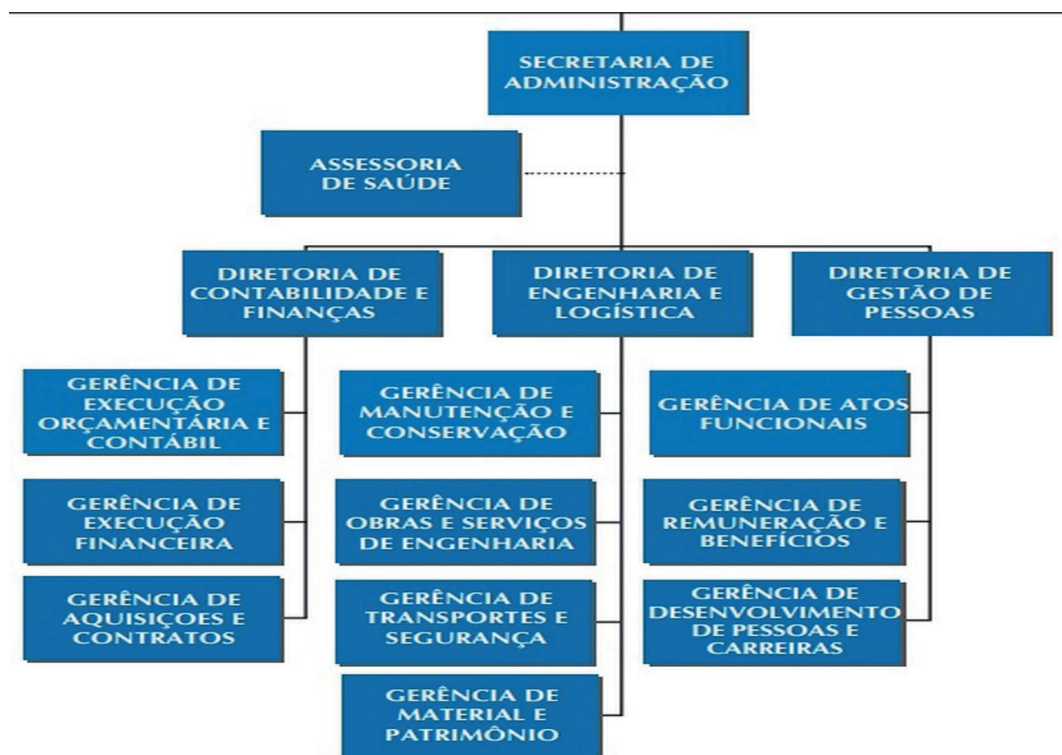 SECRETARIA DE
ADMINISTRAÇÃO
ASSESSORIA
DE SAÚDE
DIRETORIA DE
CONTABILIDADE E
FINANÇAS
DIRETORIA DE
ENGENHARIA E
LOGÍSTICA
DIRETORIA DE
GESTÃO DE
PESSOAS
GERÊNCIA DE
EXECUÇÃO
ORÇAMENTÁRIA E
CONTÁBIL
GERÊNCIA DE
MANUTENÇÃO E
CONSERVAÇÃO
GERÊNCIA DE ATOS
FUNCIONAIS
GERÊNCIA DE
EXECUÇÃO
FINANCEIRA
GERÊNCIA DE
OBRAS E SERVIÇOS
DE ENGENHARIA
GERÊNCIA DE
REMUNERAÇÃO E
BENEFÍCIOS
GERÊNCIA DE
AQUISIÇOES E
CONTRATOS
GERÊNCIA DE
TRANSPORTES E
SEGURANÇA
GERÊNCIA DE
DESENVOLVIMENTO
DE PESSOAS E
CARREIRAS
GERÊNCIA DE
MATERIAL E
PATRIMÔNIO